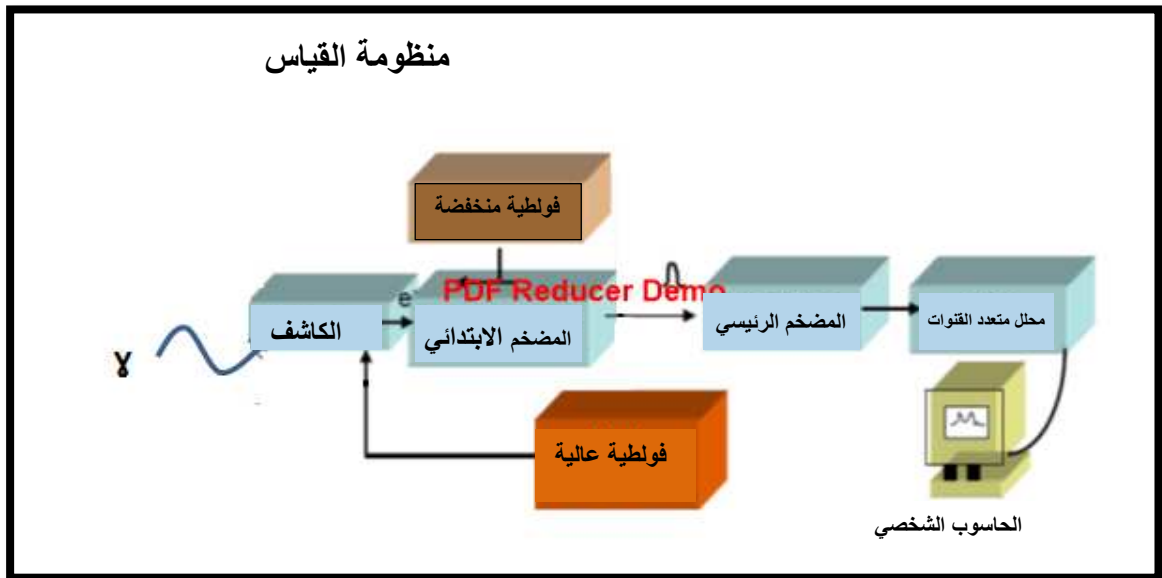 منظومة القياس
فولطية منخفضة
PDF Reducer Demo
e
ɣ
الكاشف
المضخم الابتدائي
المضخم الرئيسي
محلل متعدد القنوات
فولطية عالية
الحاسوب الشخصي